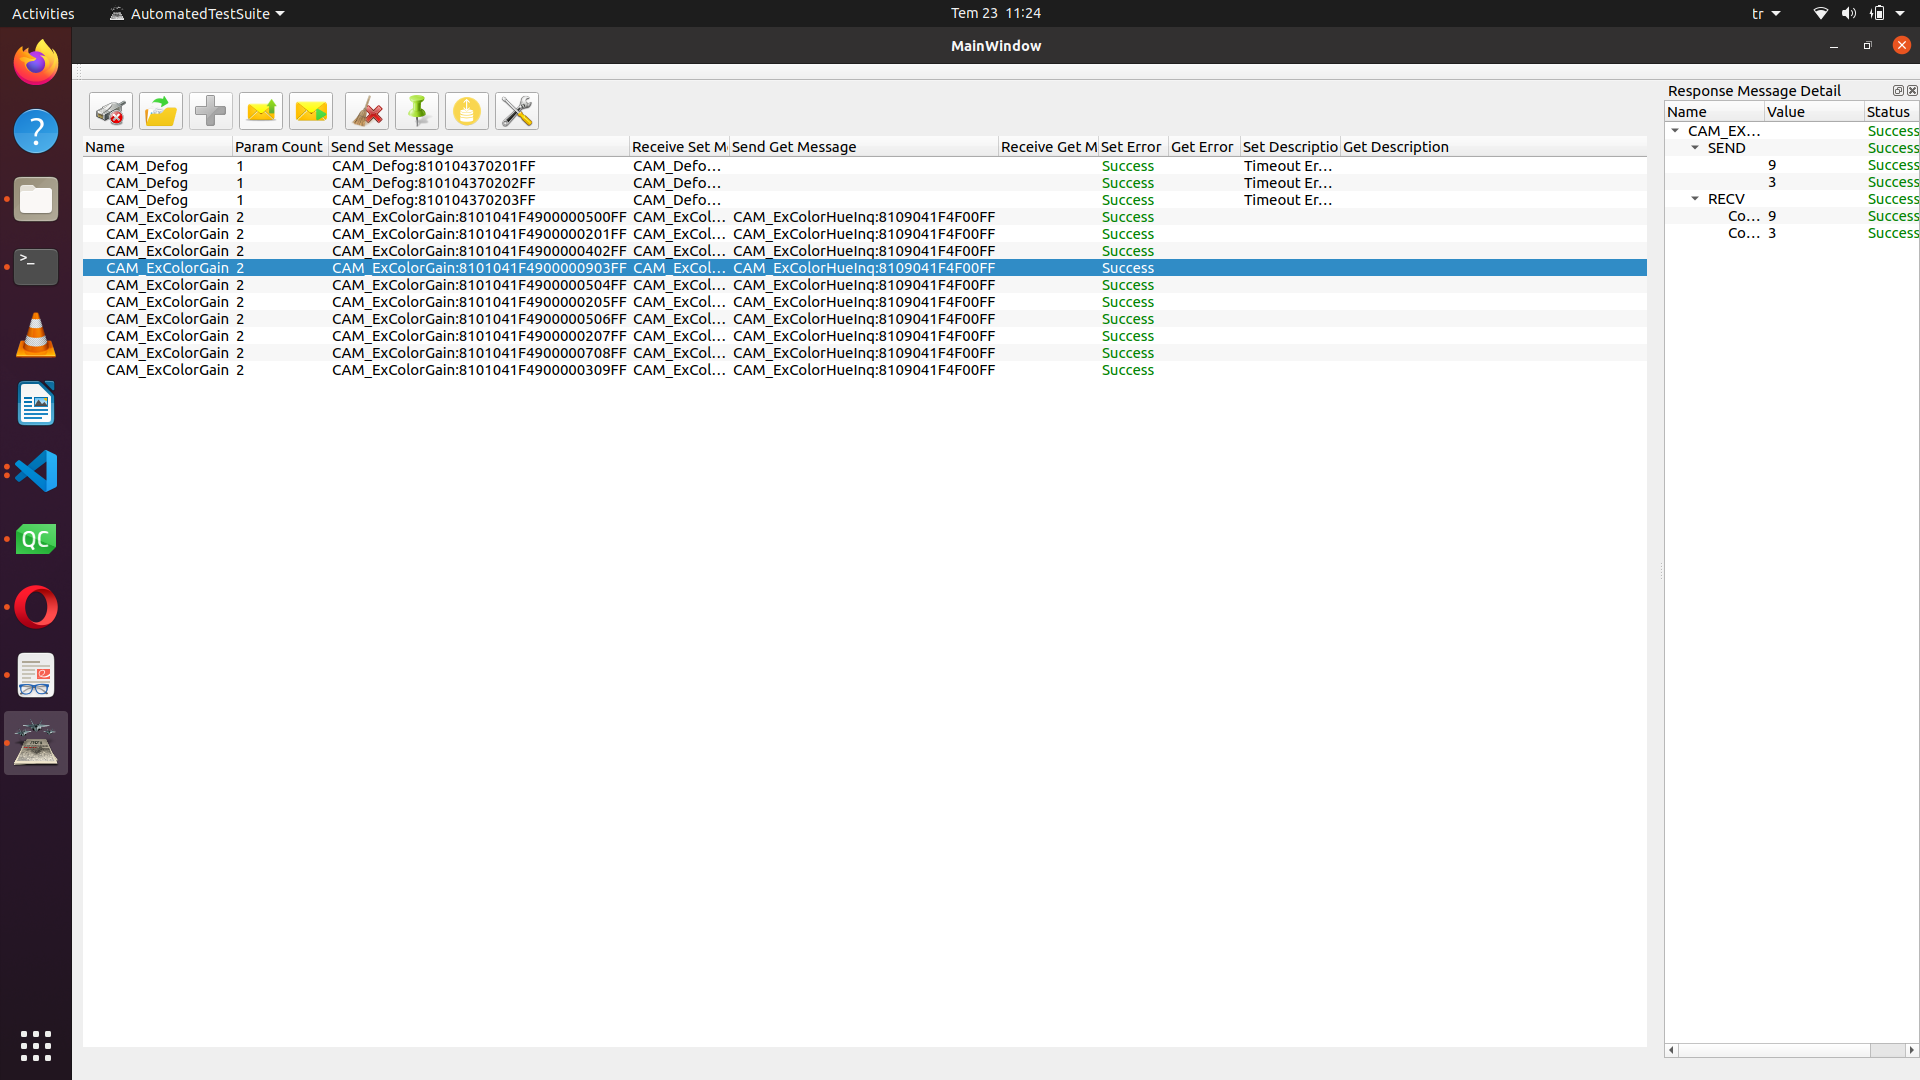 Activities AutomatedTestSuite Tem 23 11:24 tr
MainWindow
Response Message Detail
Name Param Count Send Set Message Receive Set M Send Get Message Receive Get M Set Error Get Error Set Descriptio Get Description
Name Value Status
CAM_Defog 1 CAM_Defog:810104370201FF CAM_Defo... Success Timeout Er...
CAM_Defog 1 CAM_Defog:810104370202FF CAM_Defo... Success Timeout Er...
CAM_Defog 1 CAM_Defog:810104370203FF CAM_Defo... Success Timeout Er...
CAM_ExColorGain 2 CAM_ExColorGain:8101041F4900000500FF CAM_ExCol... CAM_ExColorHueInq:8109041F4F00FF Success
CAM_ExColorGain 2 CAM_ExColorGain:8101041F4900000201FF CAM_ExCol... CAM_ExColorHueInq:8109041F4F00FF Success
CAM_ExColorGain 2 CAM_ExColorGain:8101041F4900000402FF CAM_ExCol... CAM_ExColorHueInq:8109041F4F00FF Success
CAM_ExColorGain 2 CAM_ExColorGain:8101041F4900000903FF CAM_ExCol... CAM_ExColorHueInq:8109041F4F00FF Success
CAM_ExColorGain 2 CAM_ExColorGain:8101041F4900000504FF CAM_ExCol... CAM_ExColorHueInq:8109041F4F00FF Success
CAM_ExColorGain 2 CAM_ExColorGain:8101041F4900000205FF CAM_ExCol... CAM_ExColorHueInq:8109041F4F00FF Success
CAM_ExColorGain 2 CAM_ExColorGain:8101041F4900000506FF CAM_ExCol... CAM_ExColorHueInq:8109041F4F00FF Success
CAM_ExColorGain 2 CAM_ExColorGain:8101041F4900000207FF CAM_ExCol... CAM_ExColorHueInq:8109041F4F00FF Success
CAM_ExColorGain 2 CAM_ExColorGain:8101041F4900000708FF CAM_ExCol... CAM_ExColorHueInq:8109041F4F00FF Success
CAM_ExColorGain 2 CAM_ExColorGain:8101041F4900000309FF CAM_ExCol... CAM_ExColorHueInq:8109041F4F00FF Success
CAM_EX... Success
SEND Success
9 Success
3 Success
RECV Success
Co... 9 Success
Co... 3 Success
?
>_
QC